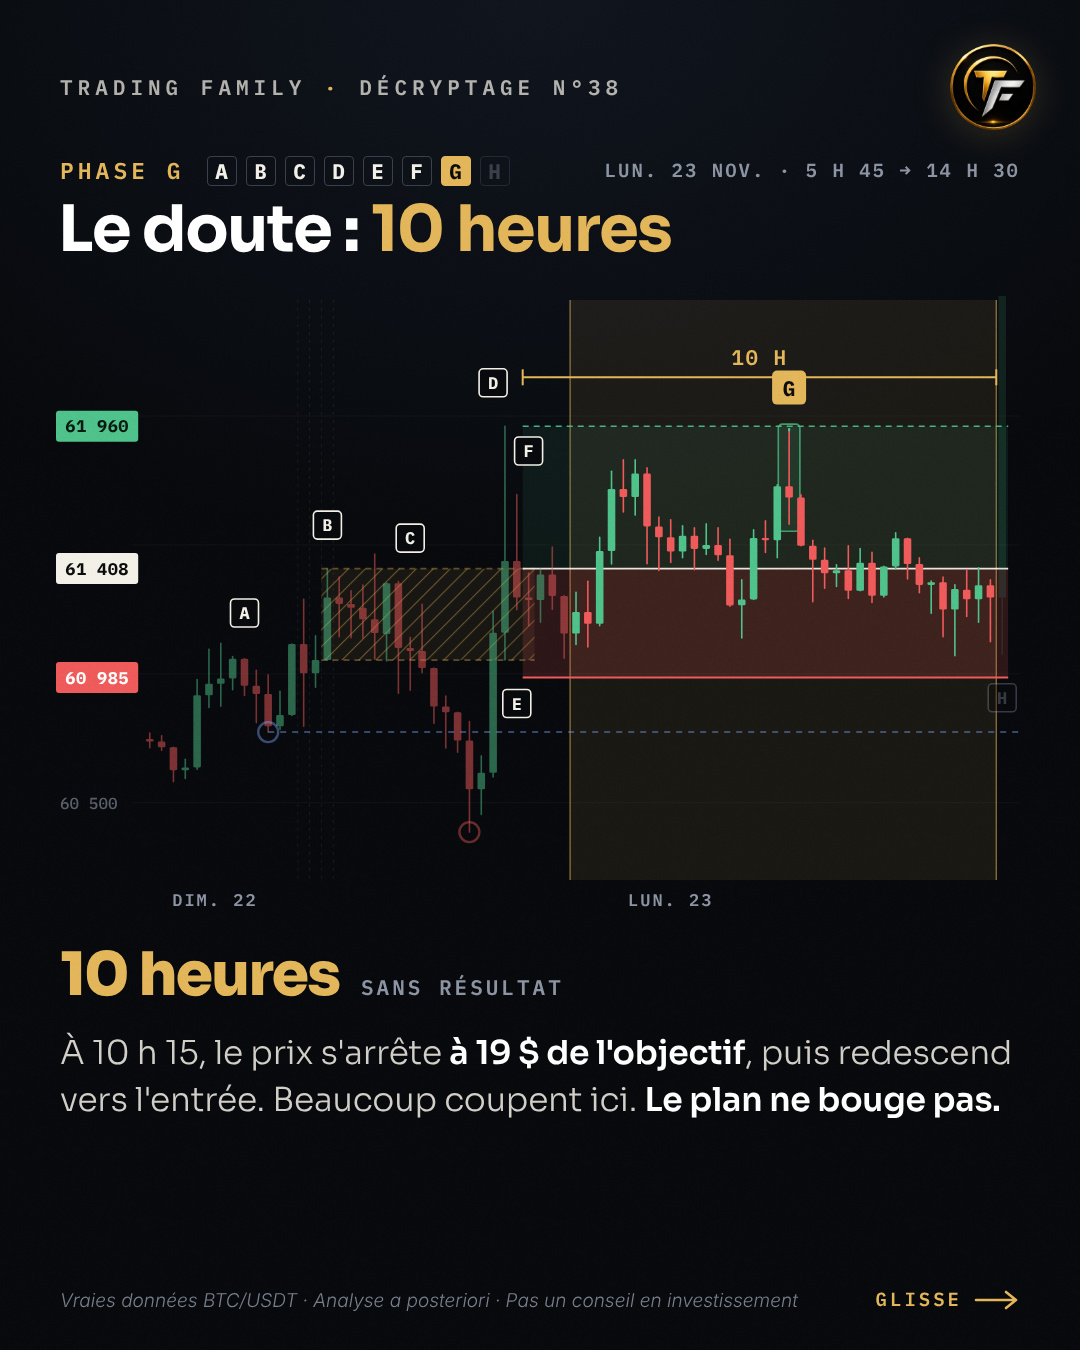 TRADING FAMILY · DÉCRYPTAGE N°38
TF
PHASE G A B C D E F G H
LUN. 23 NOV. · 5 H 45 → 14 H 30
Le doute : 10 heures
10 H
G
D
61 960
F
B
C
61 408
A
60 985
E
H
60 500
DIM. 22
LUN. 23
10 heures SANS RÉSULTAT
À 10 h 15, le prix s'arrête à 19 $ de l'objectif, puis redescend
vers l'entrée. Beaucoup coupent ici. Le plan ne bouge pas.
Vraies données BTC/USDT · Analyse a posteriori · Pas un conseil en investissement
GLISSE →